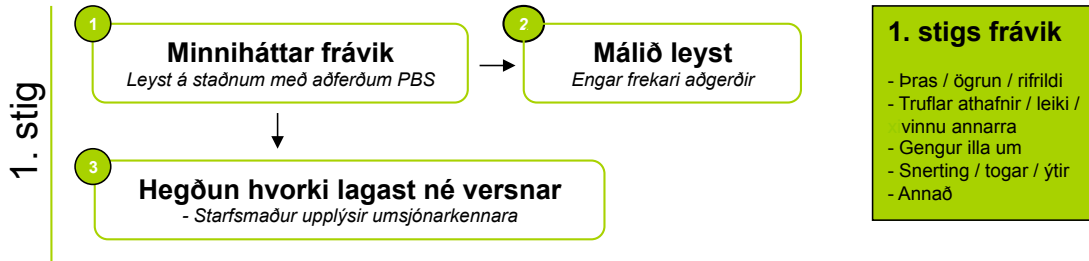 1. stig
1
Minniháttar frávik
Leyst á staðnum með aðferðum PBS
2
Málið leyst
Engar frekari aðgerðir
3
Hegðun hvorki lagast né versnar
- Starfsmaður upplýsir umsjónarkennara
1. stigs frávik
- Þras / ögrun / rifrildi
- Truflar athafnir / leiki /
vinnu annarra
- Gengur illa um
- Snerting / togar / ýtir
- Annað